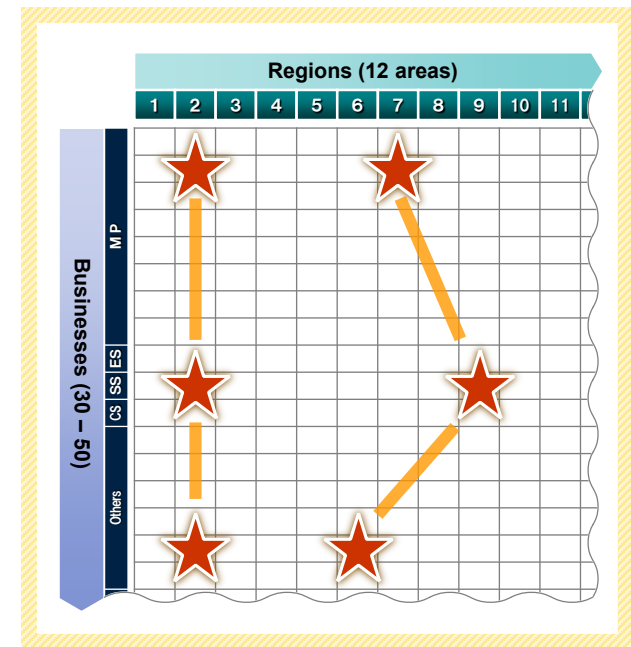 Regions (12 areas)
1 2 3 4 5 6 7 8 9 10 11
Businesses (30 – 50)
M P
ES
SS
CS
Others